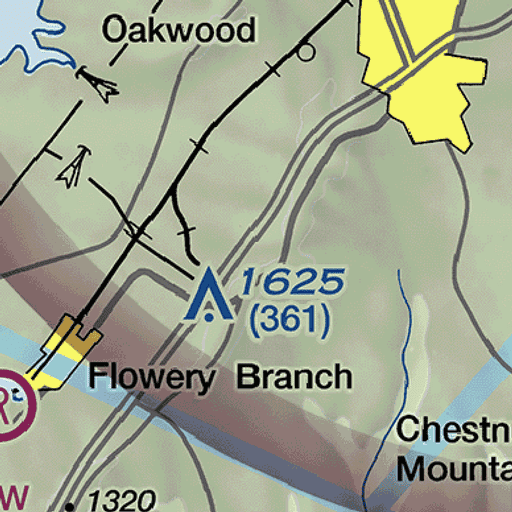 Oakwood
1625
(361)
Flowery Branch
R
Chestn
Mounta
W
1320